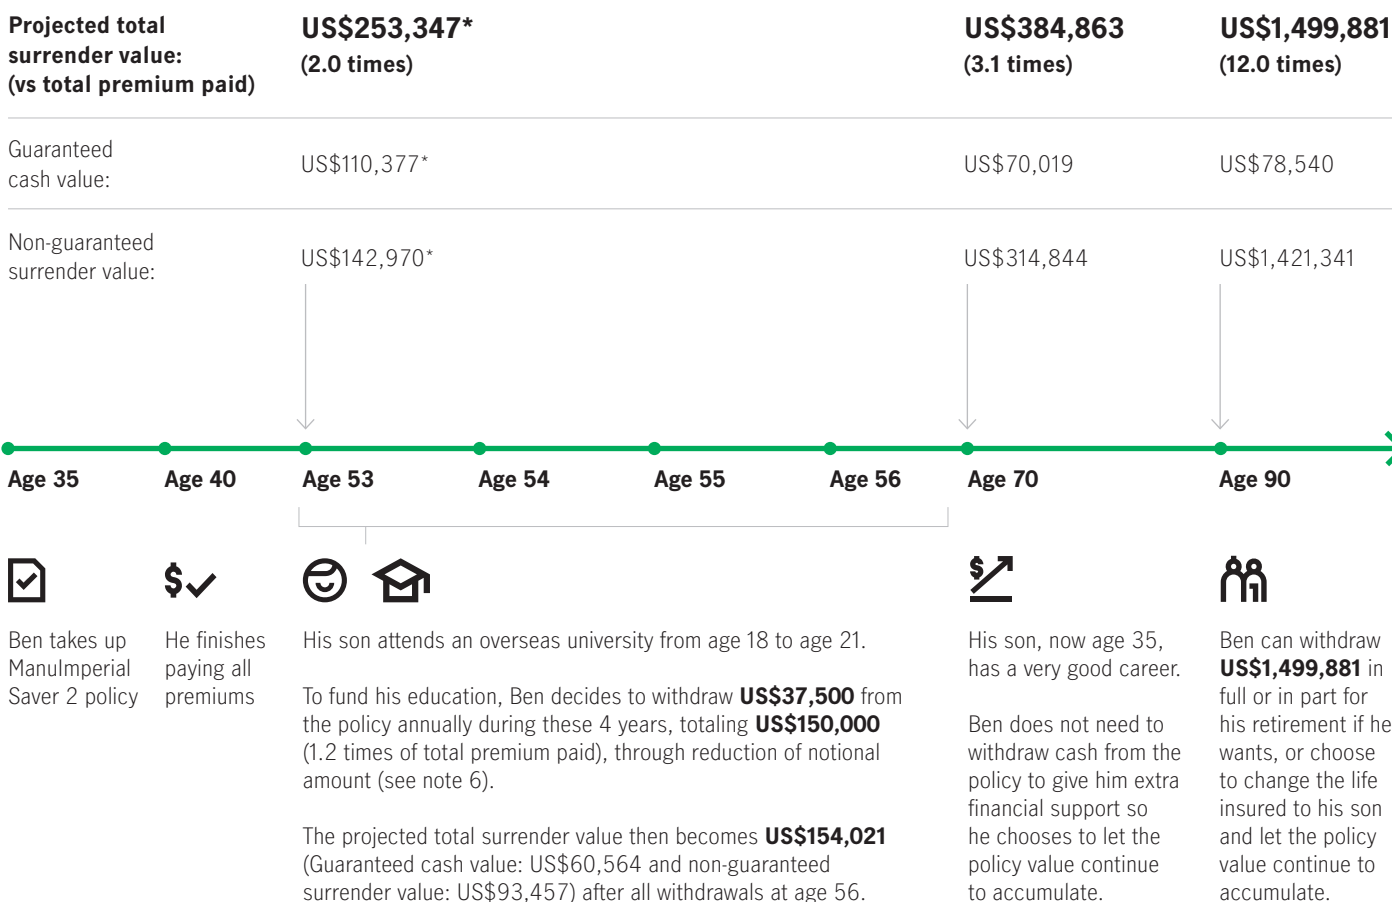 Projected total
surrender value:
(vs total premium paid)
US$253,347*
(2.0 times)
US$384,863
(3.1 times)
US$1,499,881
(12.0 times)
Guaranteed
cash value:
US$110,377*
US$70,019
US$78,540
Non-guaranteed
surrender value:
US$142,970*
US$314,844
US$1,421,341
Age 35
Age 40
Age 53
Age 54
Age 55
Age 56
Age 70
Age 90
Ben takes up
ManuImperial
Saver 2 policy
He finishes
paying all
premiums
His son attends an overseas university from age 18 to age 21.
To fund his education, Ben decides to withdraw US$37,500 from
the policy annually during these 4 years, totaling US$150,000
(1.2 times of total premium paid), through reduction of notional
amount (see note 6).
The projected total surrender value then becomes US$154,021
(Guaranteed cash value: US$60,564 and non-guaranteed
surrender value: US$93,457) after all withdrawals at age 56.
His son, now age 35,
has a very good career.
Ben does not need to
withdraw cash from the
policy to give him extra
financial support so
he chooses to let the
policy value continue
to accumulate.
Ben can withdraw
US$1,499,881 in
full or in part for
his retirement if he
wants, or choose
to change the life
insured to his son
and let the policy
value continue to
accumulate.